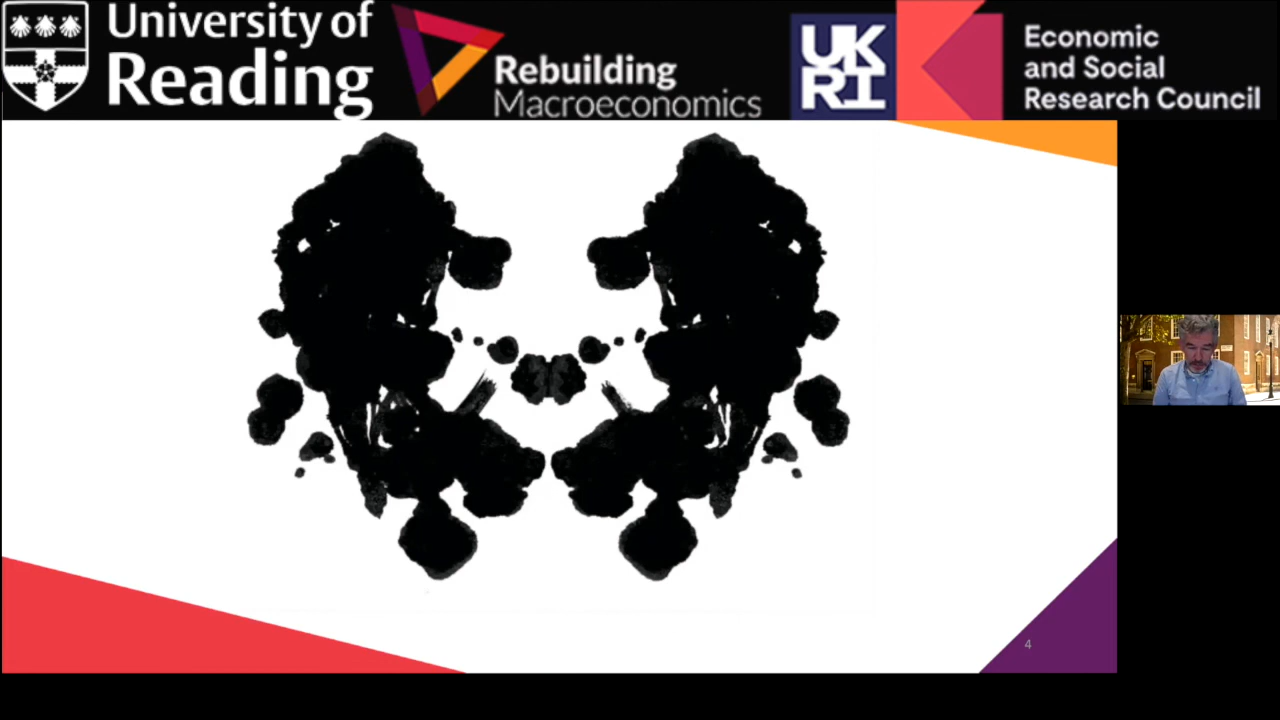 University of
Reading
Rebuilding
Macroeconomics
UK
RI
Economic
and Social
Research Council
4